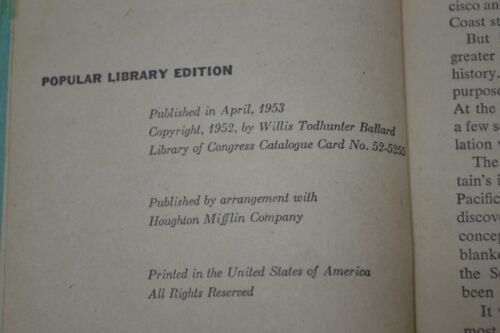 POPULAR LIBRARY EDITION
Published in April, 1953
Copyright, 1952, by Willis Todhunter Ballard
Library of Congress Catalogue Card No. 52-5255
Published by arrangement with
Houghton Mifflin Company
Printed in the United States of America
All Rights Reserved
cisco and
Coast st
But
greater
history.
purpose
At the
a few s
lation
The
tain's i
Pacific
discov
concep
blanke
the S
been
It
most